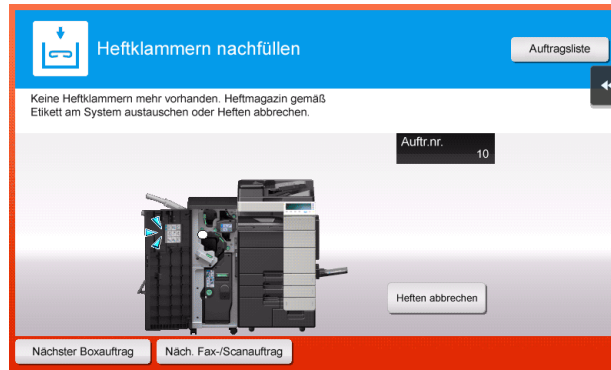 Heftklammern nachfüllen
Auftragsliste
Keine Heftklammern mehr vorhanden. Heftmagazin gemäß
Etikett am System austauschen oder Heften abbrechen.
Auftr.nr.
10
Heften abbrechen
Nächster Boxauftrag
Näch. Fax-/Scanauftrag